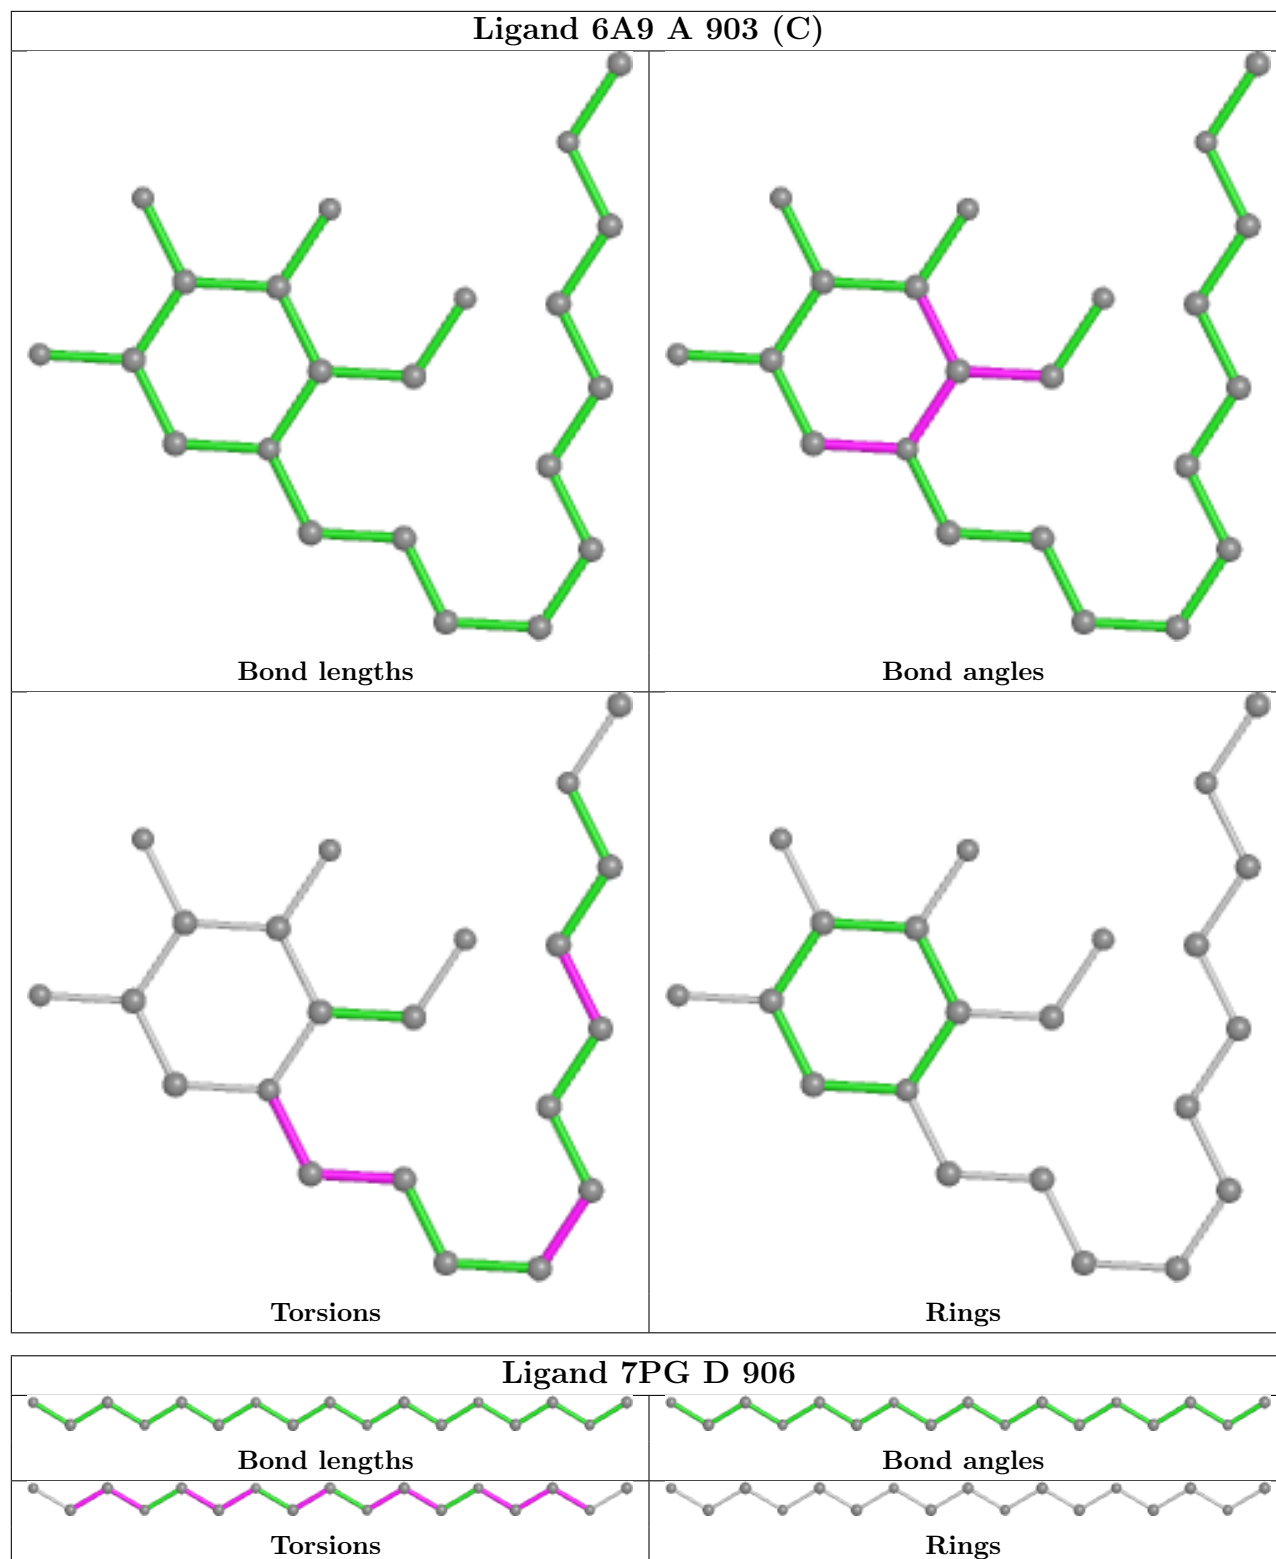 Ligand 6A9 A 903 (C)
Bond lengths
Bond angles
Torsions
Rings
Ligand 7PG D 906
Bond lengths
Bond angles
Torsions
Rings